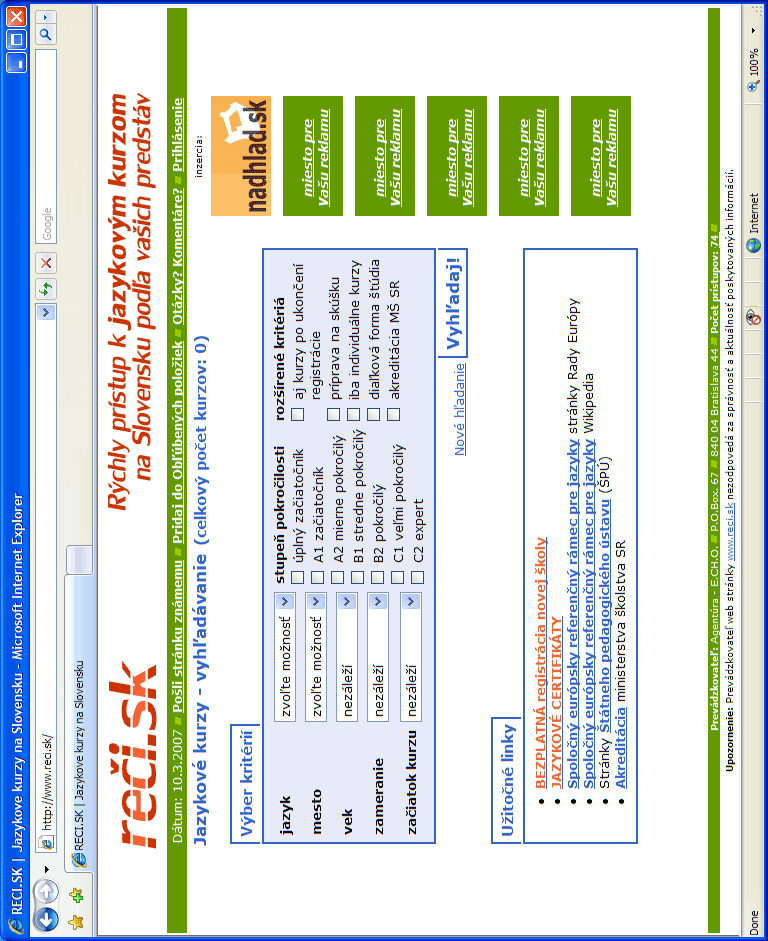 RECI.SK | Jazykove kurzy na Slovensku - Microsoft Internet Explorer
http://www.reci.sk/
Google
RECI.SK | Jazykove kurzy na Slovensku
reči.sk
Rýchly prístup k jazykovým kurzom
na Slovensku podľa vašich predstáv
Dátum: 10.3.2007 Pošli stránku známemu Pridaj do Obľúbených položiek Otázky? Komentáre? Prihlásenie
Jazykové kurzy - vyhľadávanie (celkový počet kurzov: 0)
inzercia:
nadhlad.sk
miesto pre
Vašu reklamu
miesto pre
Vašu reklamu
miesto pre
Vašu reklamu
miesto pre
Vašu reklamu
miesto pre
Vašu reklamu
Výber kritérií
jazyk
zvoľte možnosť
mesto
zvoľte možnosť
vek
nezáleží
zameranie
nezáleží
začiatok kurzu
nezáleží
stupeň pokročilosti
úplný začiatočník
A1 začiatočník
A2 mierne pokročilý
B1 stredne pokročilý
B2 pokročilý
C1 veľmi pokročilý
C2 expert
rozšírené kritériá
aj kurzy po ukončení
registrácie
príprava na skúšku
iba individuálne kurzy
diaľková forma štúdia
akreditácia MŠ SR
Nové hľadanie
Vyhľadaj!
Užitočné linky
BEZPLATNÁ registrácia novej školy
JAZYKOVÉ CERTIFIKÁTY
Spoločný európsky referenčný rámec pre jazyky stránky Rady Európy
Spoločný európsky referenčný rámec pre jazyky Wikipedia
Stránky Štátneho pedagogického ústavu (ŠPÚ)
Akreditácia ministerstva školstva SR
Prevádzkovateľ: Agentúra - E.CH.O. P.O.Box. 67 840 04 Bratislava 44 Počet prístupov: 74
Upozornenie: Prevádzkovateľ web stránky www.reci.sk nezodpovedá za správnosť a aktuálnosť poskytovaných informácií.
Done
Internet
100%